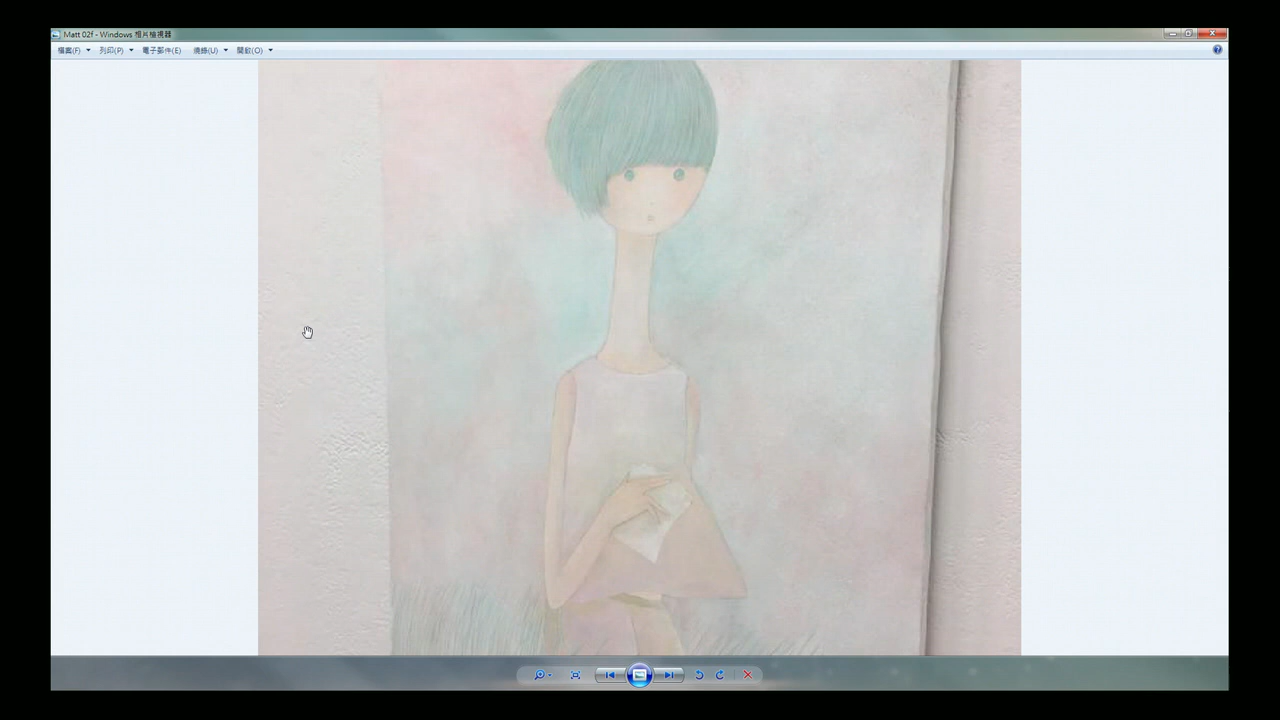 Matt 02f - Windows 相片檢視器
檔案(F) 列印(P) 電子郵件(E) 燒錄(U) 開啟(O)